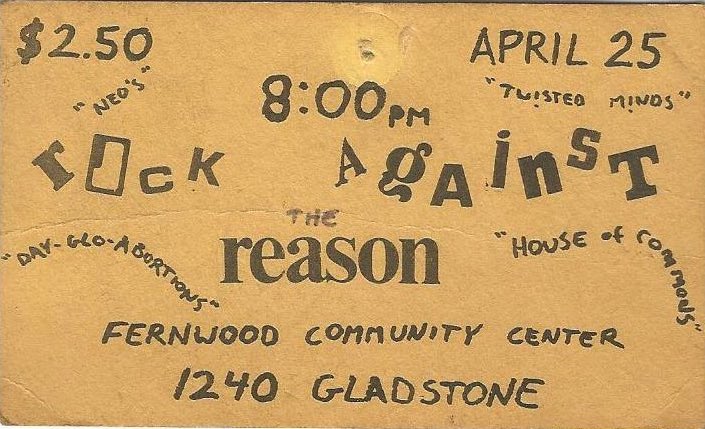 $2.50
APRIL 25
"NEO'S"
8:00PM
"TWISTED MINDS"
rOcK AgAinST
THE
reason
"DAY-GLO-ABORTIONS"
"HOUSE of COMMONS"
FERNWOOD COMMUNITY CENTER
1240 GLADSTONE